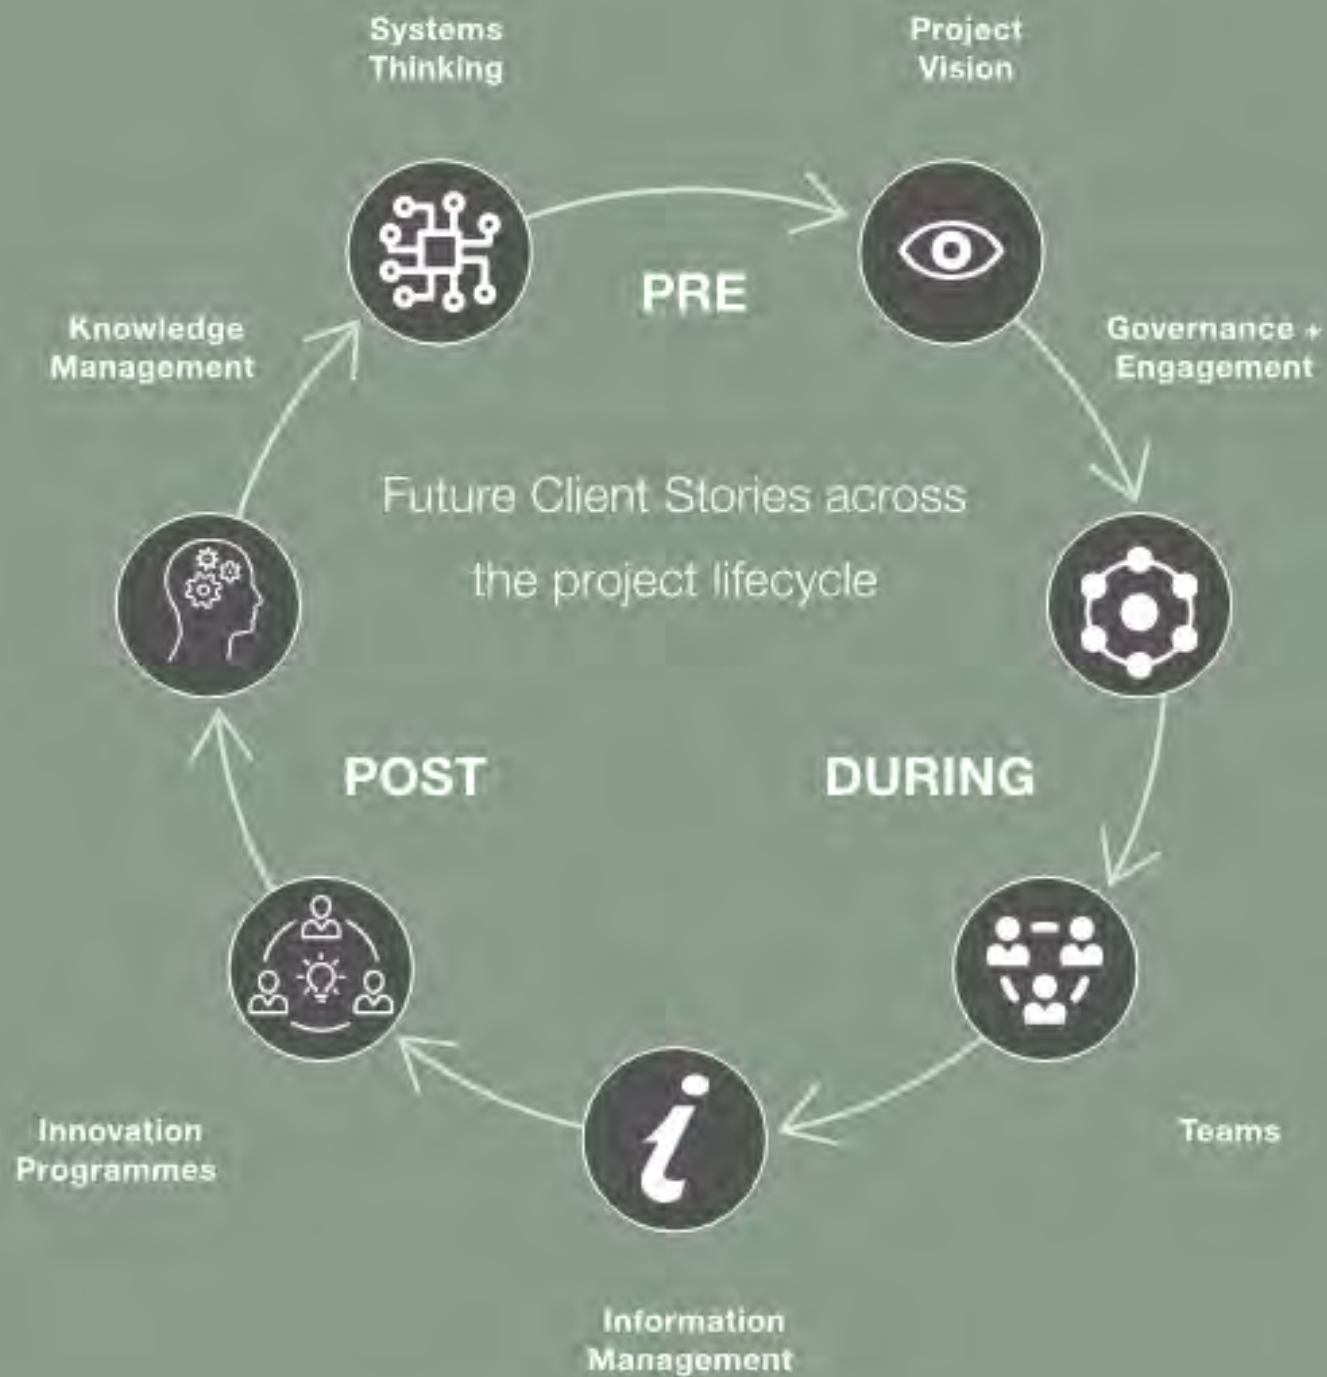 Systems
Thinking
Project
Vision
PRE
Knowledge
Management
Governance +
Engagement
Future Client Stories across
the project lifecycle
POST
DURING
Innovation
Programmes
Teams
Information
Management